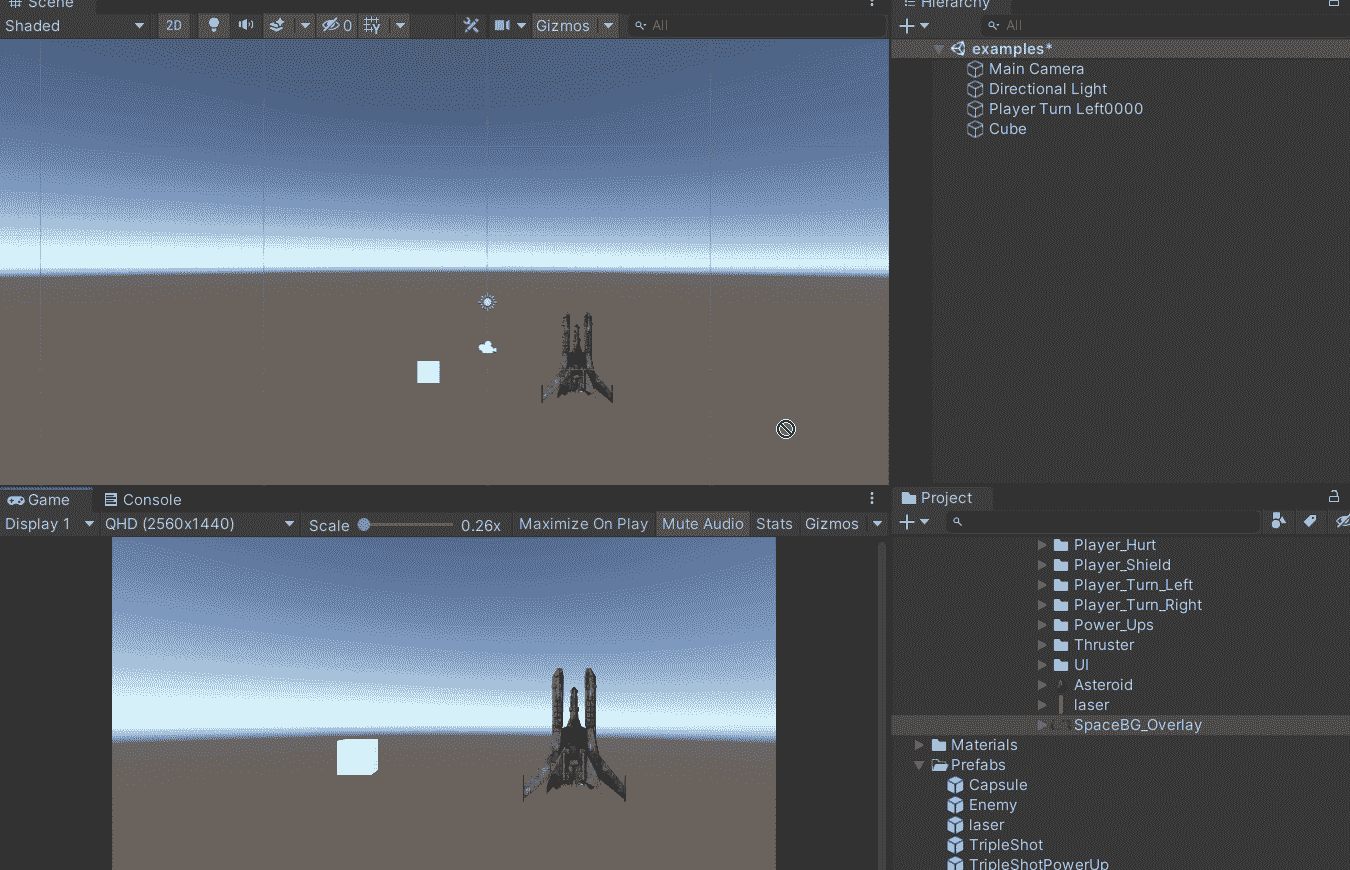 Scene
Hierarchy
Shaded
2D
0
Gizmos
All
All
examples*
Main Camera
Directional Light
Player Turn Left0000
Cube
Game
Console
Project
Display 1
QHD (2560x1440)
Scale
0.26x
Maximize On Play
Mute Audio
Stats
Gizmos
Player_Hurt
Player_Shield
Player_Turn_Left
Player_Turn_Right
Power_Ups
Thruster
UI
Asteroid
laser
SpaceBG_Overlay
Materials
Prefabs
Capsule
Enemy
laser
TripleShot
TripleShotPowerUp